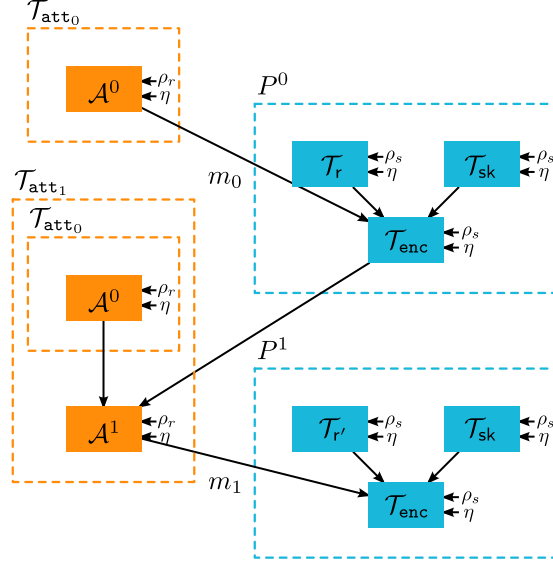 𝒯att₀
𝒜⁰ ρᵣ
η
P⁰
𝒯r ρₛ
η
𝒯sk ρₛ
η
m₀
𝒯enc ρₛ
η
𝒯att₁
𝒯att₀
𝒜⁰ ρᵣ
η
P¹
𝒜¹ ρᵣ
η
𝒯r′ ρₛ
η
𝒯sk ρₛ
η
m₁
𝒯enc ρₛ
η